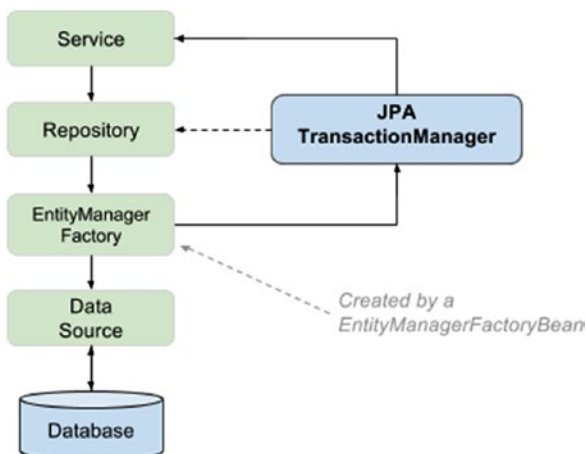 Service
JPA
TransactionManager
Repository
EntityManager
Factory
Created by a
EntityManagerFactoryBean
Data
Source
Database